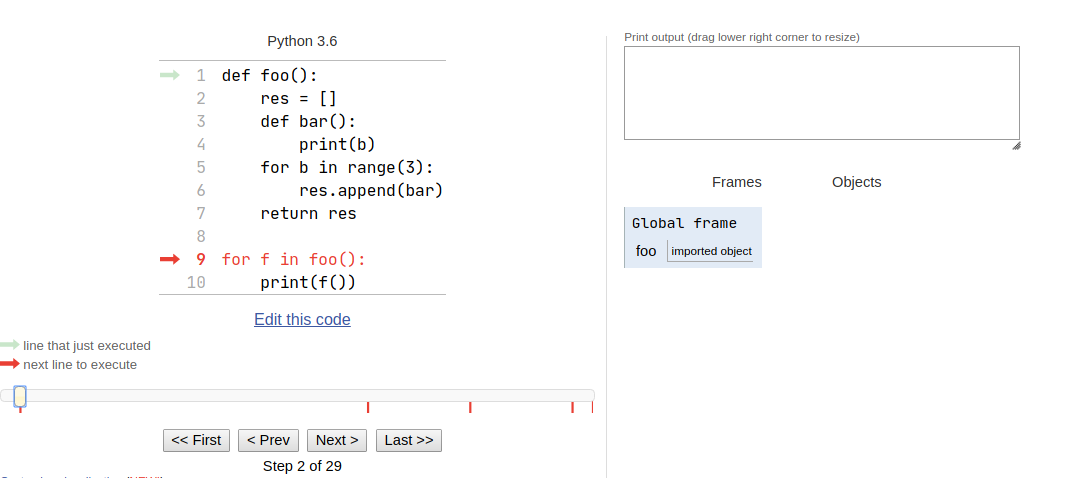 Python 3.6
1 def foo():
2     res = []
3     def bar():
4         print(b)
5     for b in range(3):
6         res.append(bar)
7     return res
8
9 for f in foo():
10     print(f())
Edit this code
line that just executed
next line to execute
<< First < Prev Next > Last >>
Step 2 of 29
Print output (drag lower right corner to resize)
Frames Objects
Global frame
foo imported object